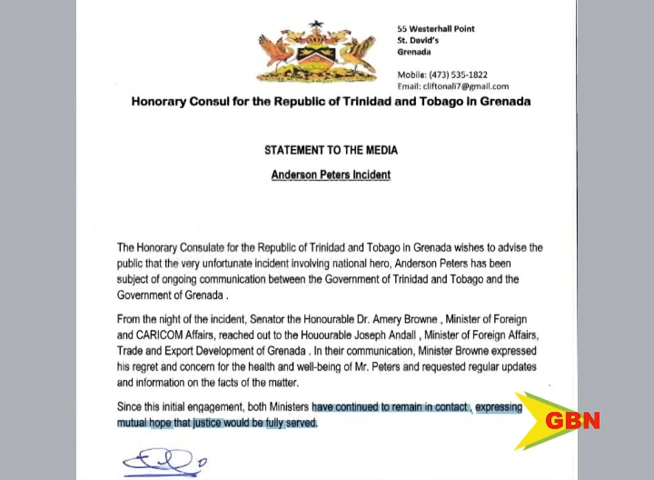 55 Westerhall Point
St. David's
Grenada
Mobile: (473) 535-1822
Email: cliftonali7@gmail.com
Honorary Consul for the Republic of Trinidad and Tobago in Grenada
STATEMENT TO THE MEDIA
Anderson Peters Incident
The Honorary Consulate for the Republic of Trinidad and Tobago in Grenada wishes to advise the
public that the very unfortunate incident involving national hero, Anderson Peters has been
subject of ongoing communication between the Government of Trinidad and Tobago and the
Government of Grenada .
From the night of the incident, Senator the Honourable Dr. Amery Browne , Minister of Foreign
and CARICOM Affairs, reached out to the Houourable Joseph Andall , Minister of Foreign Affairs,
Trade and Export Development of Grenada . In their communication, Minister Browne expressed
his regret and concern for the health and well-being of Mr. Peters and requested regular updates
and information on the facts of the matter.
Since this initial engagement, both Ministers have continued to remain in contact , expressing
mutual hope that justice would be fully served.
GBN